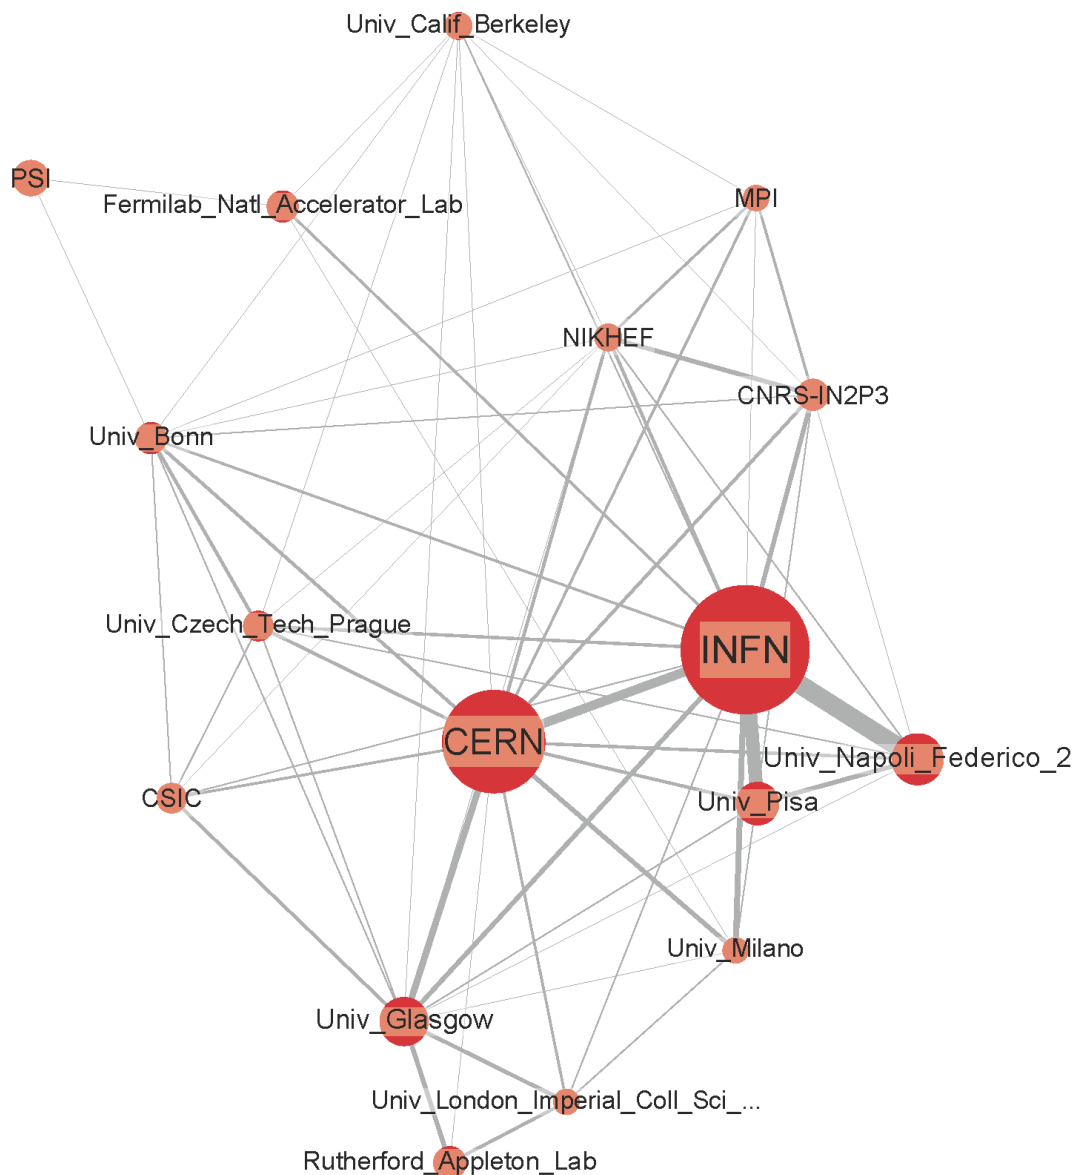 Univ_Calif_Berkeley
PSI
Fermilab_Natl_Accelerator_Lab
MPI
NIKHEF
CNRS-IN2P3
Univ_Bonn
Univ_Czech_Tech_Prague
INFN
CERN
Univ_Napoli_Federico_2
CSIC
Univ_Pisa
Univ_Milano
Univ_Glasgow
Univ_London_Imperial_Coll_Sci_...
Rutherford_Appleton_Lab